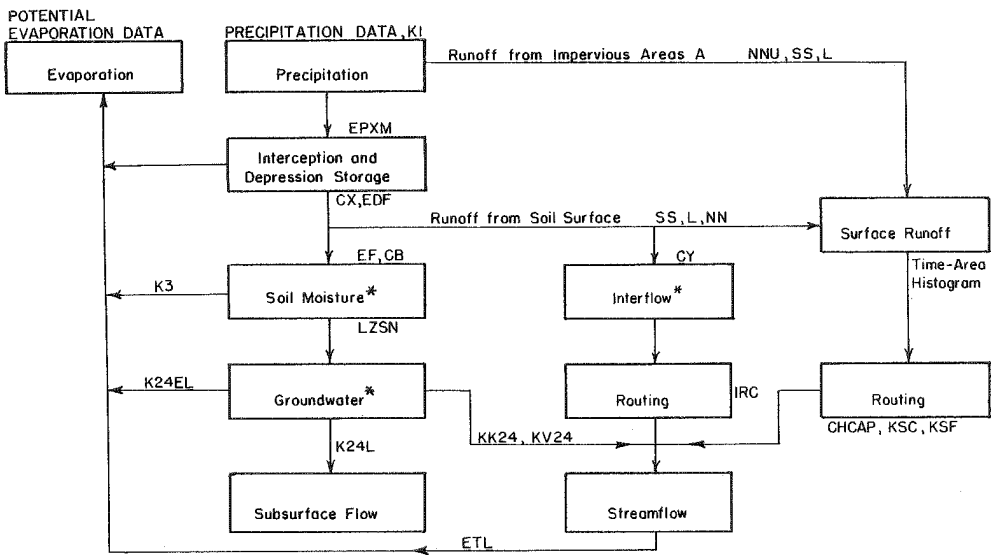 POTENTIAL
EVAPORATION DATA
PRECIPITATION DATA, K1
Evaporation
Precipitation
Runoff from Impervious Areas A NNU, SS, L
EPXM
Interception and
Depression Storage
CX, EDF
Runoff from Soil Surface SS, L, NN
Surface Runoff
EF, CB
CY
Time-Area
Histogram
K3
Soil Moisture*
Interflow*
LZSN
K24EL
Groundwater*
Routing
IRC
Routing
CHCAP, KSC, KSF
KK24, KV24
K24L
Subsurface Flow
Streamflow
ETL